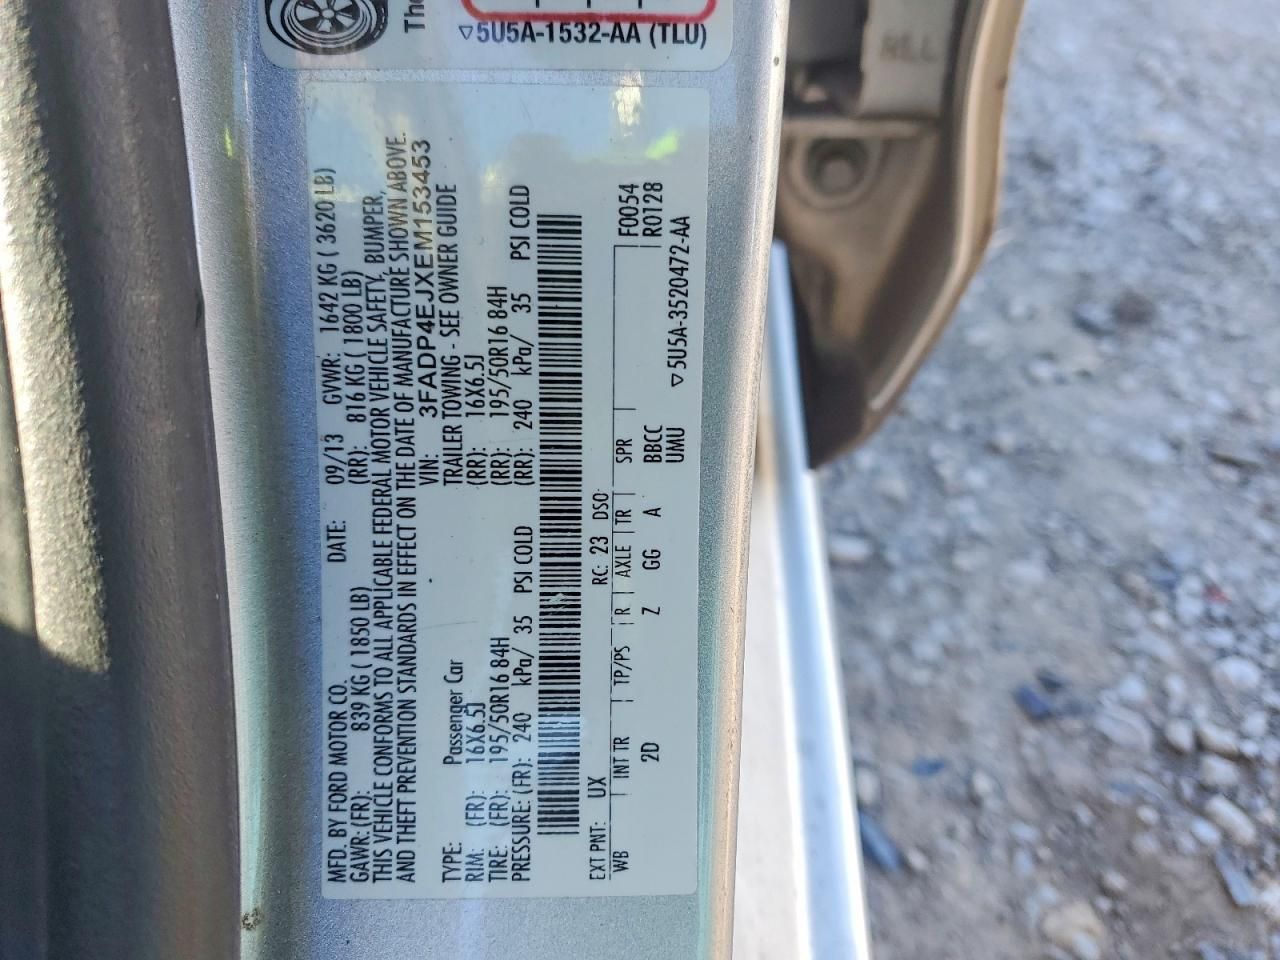 The
5U5A-1532-AA (TLU)
MFD. BY FORD MOTOR CO.
DATE: 09/13 GVWR: 1642 KG ( 3620 LB)
GAWR: (FR): 839 KG ( 1850 LB) (RR): 816 KG ( 1800 LB)
THIS VEHICLE CONFORMS TO ALL APPLICABLE FEDERAL MOTOR VEHICLE SAFETY, BUMPER,
AND THEFT PREVENTION STANDARDS IN EFFECT ON THE DATE OF MANUFACTURE SHOWN ABOVE.
VIN: 3FADP4EJXEM153453
TYPE: Passenger Car TRAILER TOWING - SEE OWNER GUIDE
RIM: (FR): 16X6.5J (RR): 16X6.5J
TIRE: (FR): 195/50R16 84H (RR): 195/50R16 84H
PRESSURE: (FR): 240 kPa/ 35 PSI COLD (RR): 240 kPa/ 35 PSI COLD
EXT PNT: UX RC: 23 DSO: F0054
WB INT TR TP/PS R AXLE TR SPR R0128
2D Z GG A BBCC
UMU
5U5A-3520472-AA
RLL